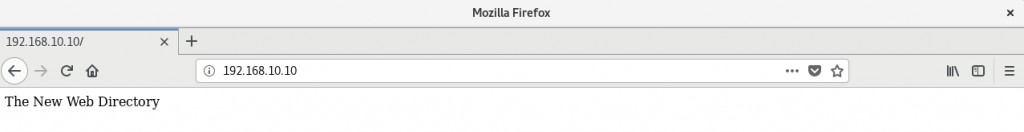 Mozilla Firefox
192.168.10.10/
192.168.10.10
The New Web Directory